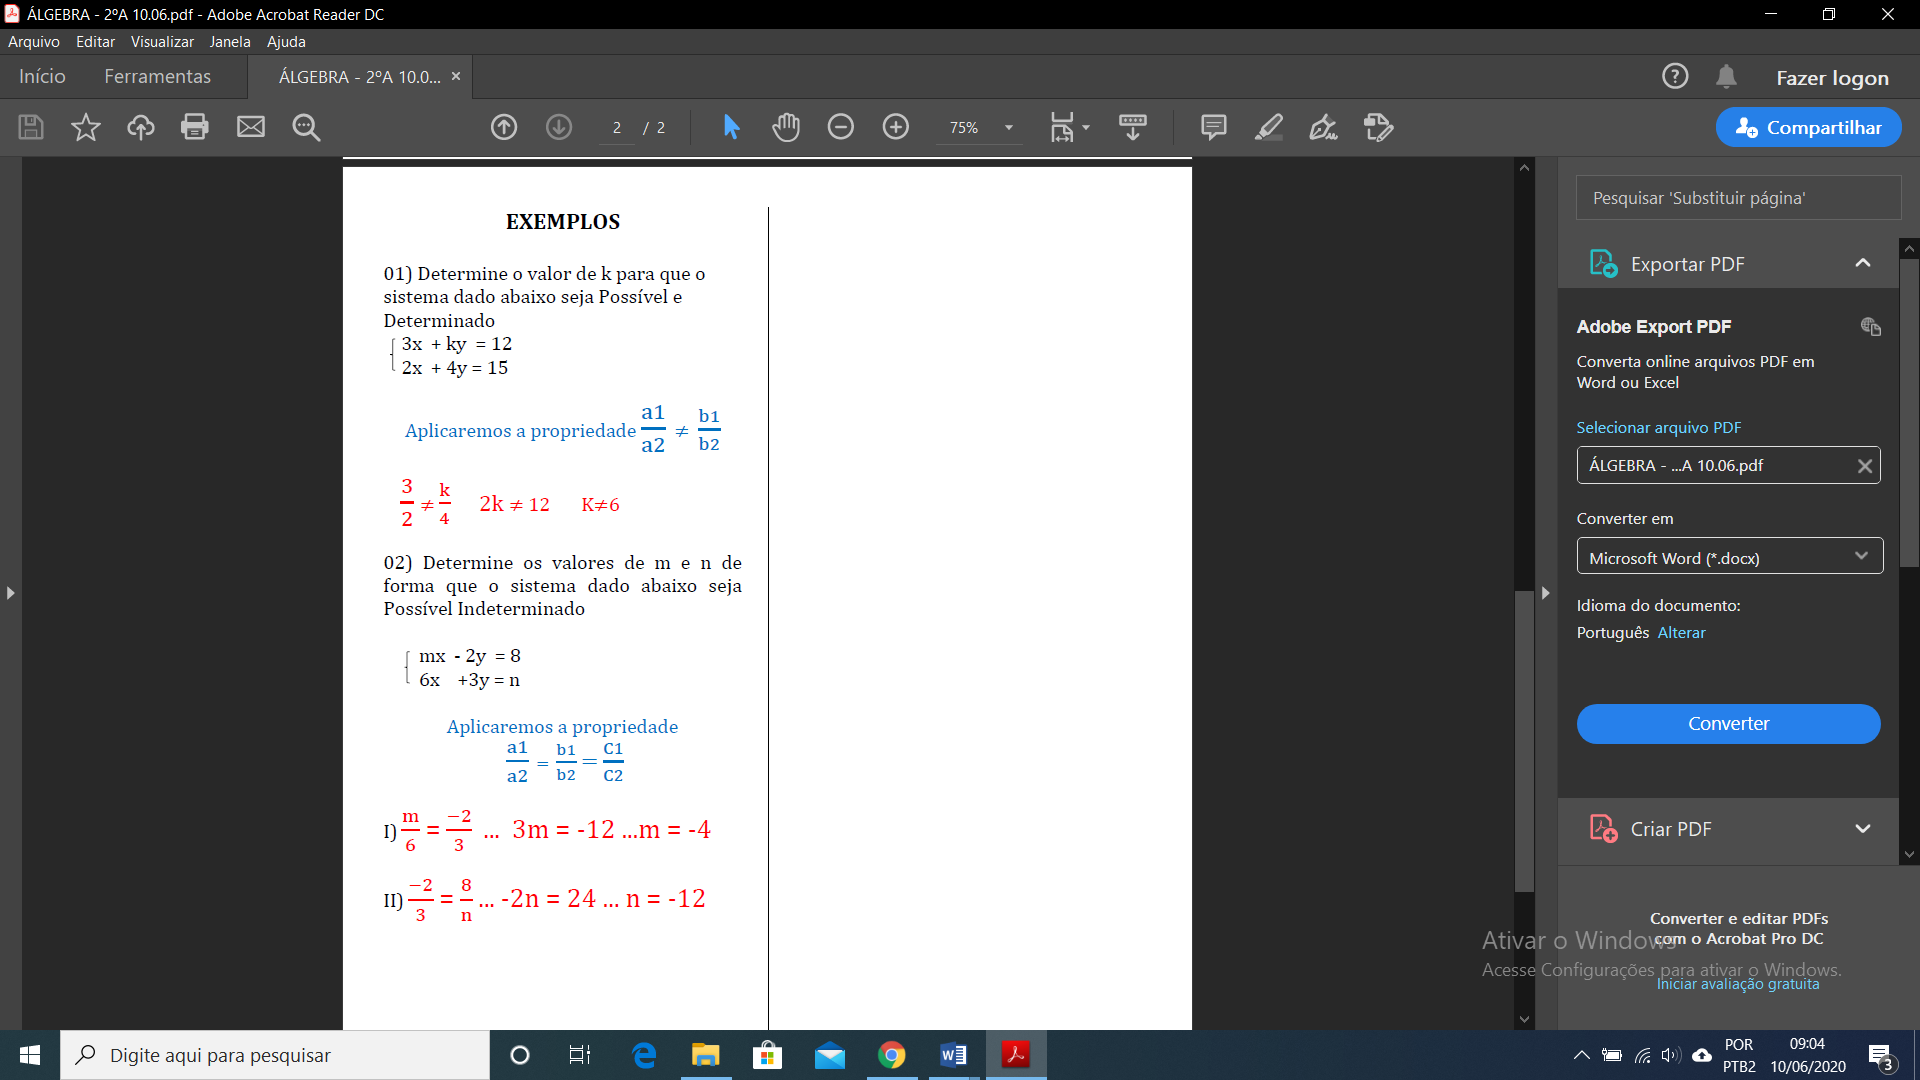 ÁLGEBRA - 2ºA 10.06.pdf - Adobe Acrobat Reader DC
Arquivo Editar Visualizar Janela Ajuda
Início Ferramentas ÁLGEBRA - 2ºA 10.0... × Fazer logon
2 / 2 75% Compartilhar
EXEMPLOS
01) Determine o valor de k para que o
sistema dado abaixo seja Possível e
Determinado
3x + ky = 12
2x + 4y = 15
Aplicaremos a propriedade a1/a2 ≠ b1/b2
3/2 ≠ k/4 2k ≠ 12 K≠6
02) Determine os valores de m e n de
forma que o sistema dado abaixo seja
Possível Indeterminado
mx - 2y = 8
6x +3y = n
Aplicaremos a propriedade
a1/a2 = b1/b2 = C1/C2
I) m/6 = −2/3 ... 3m = -12 ...m = -4
II) −2/3 = 8/n ... -2n = 24 ... n = -12
Pesquisar 'Substituir página'
Exportar PDF
Adobe Export PDF
Converta online arquivos PDF em
Word ou Excel
Selecionar arquivo PDF
ÁLGEBRA - ...A 10.06.pdf
Converter em
Microsoft Word (*.docx)
Idioma do documento:
Português Alterar
Converter
Criar PDF
Converter e editar PDFs
com o Acrobat Pro DC
Iniciar avaliação gratuita
Ativar o Windows
Acesse Configurações para ativar o Windows.
Digite aqui para pesquisar
POR
PTB2
09:04
10/06/2020
3